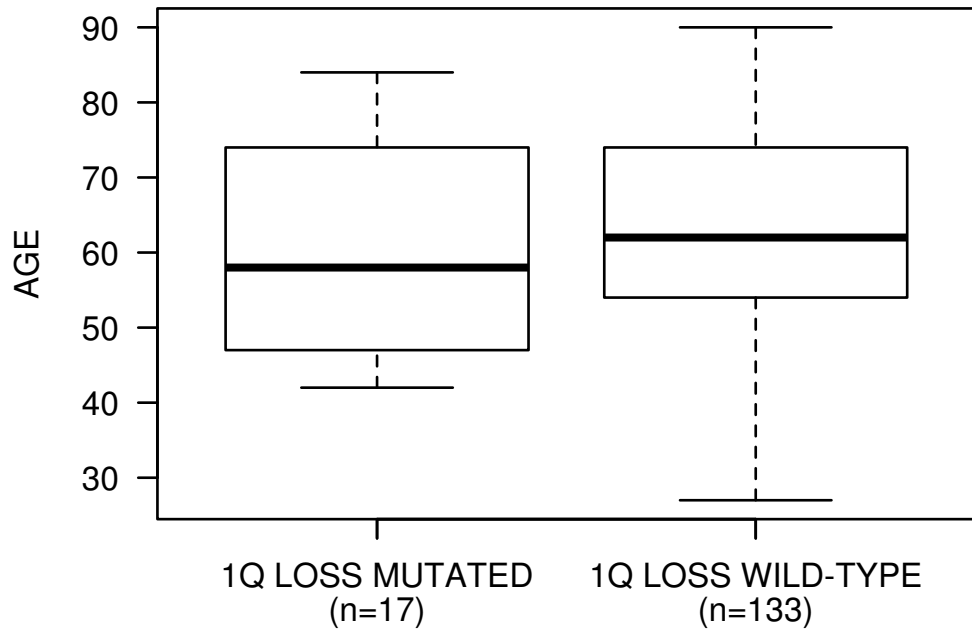 90
80
70
60
50
40
30
AGE
1Q LOSS MUTATED
(n=17)
1Q LOSS WILD-TYPE
(n=133)